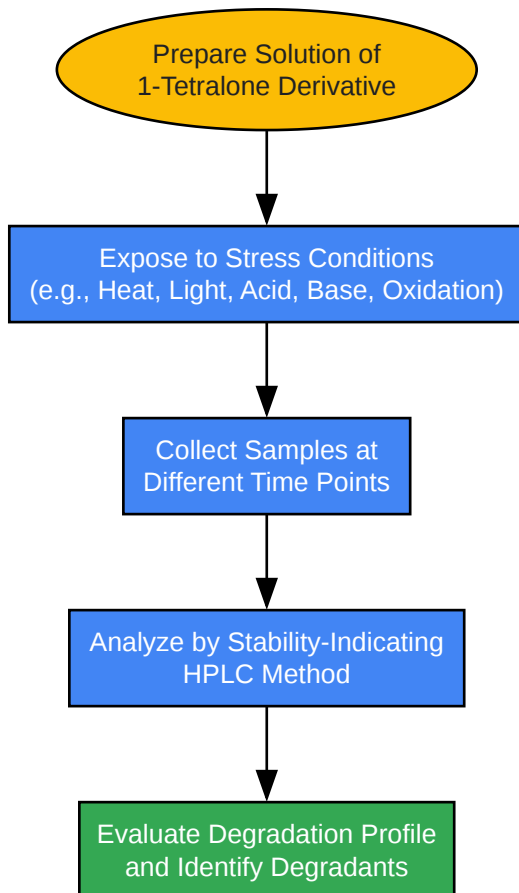 Prepare Solution of
1-Tetralone Derivative
Expose to Stress Conditions
(e.g., Heat, Light, Acid, Base, Oxidation)
Collect Samples at
Different Time Points
Analyze by Stability-Indicating
HPLC Method
Evaluate Degradation Profile
and Identify Degradants